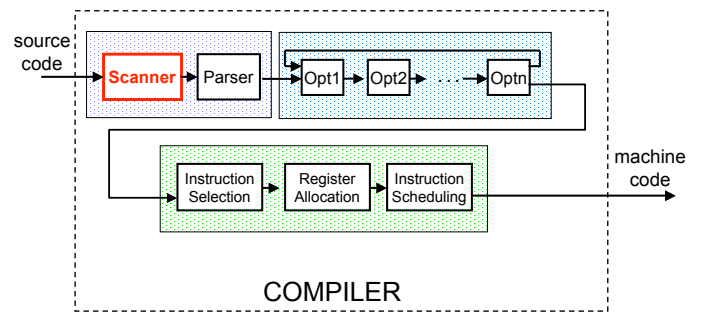 source
code
Scanner
Parser
Opt1
Opt2
. . .
Optn
Instruction
Selection
Register
Allocation
Instruction
Scheduling
machine
code
COMPILER